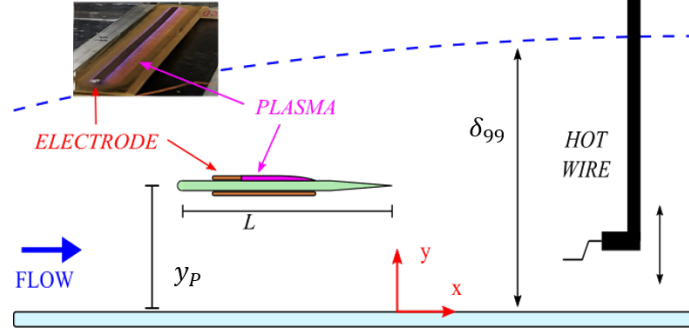 PLASMA
ELECTRODE
δ99
HOT
WIRE
L
y
FLOW
yP
x